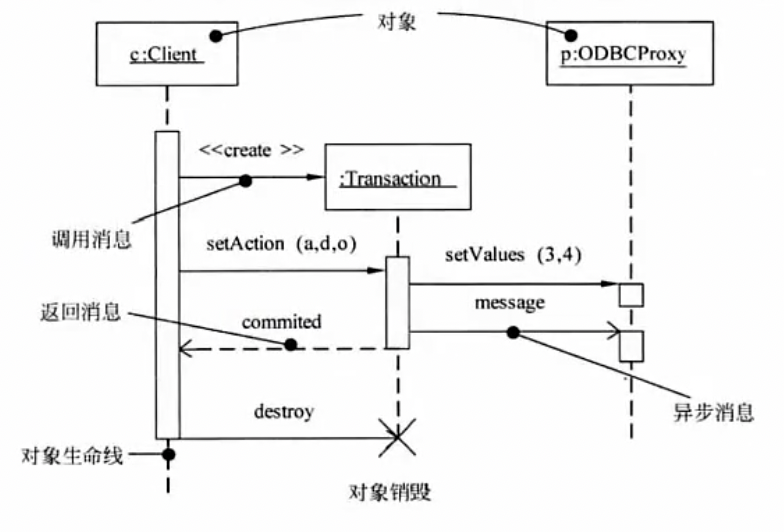 对象
c:Client
p:ODBCProxy
<<create >>
:Transaction
调用消息
setAction (a,d,o)
setValues (3,4)
返回消息
commited
message
destroy
异步消息
对象生命线
对象销毁